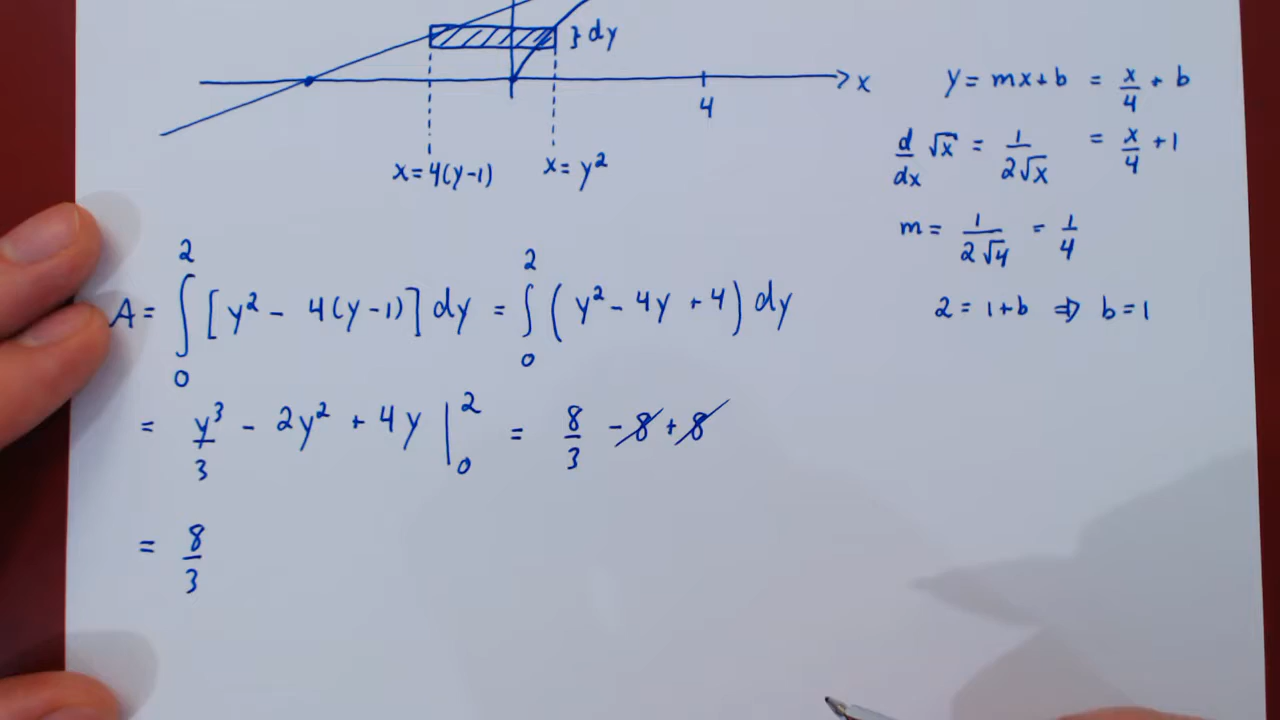 } dy
x
4
x = 4(y-1)
x = y²
y = mx + b = x/4 + b
d/dx √x = 1/(2√x)
= x/4 + 1
m = 1/(2√4) = 1/4
2 = 1 + b ⇒ b = 1
A = ∫₀² [y² - 4(y-1)] dy = ∫₀² (y² - 4y + 4) dy
= y³/3 - 2y² + 4y |₀² = 8/3 - 8 + 8
= 8/3